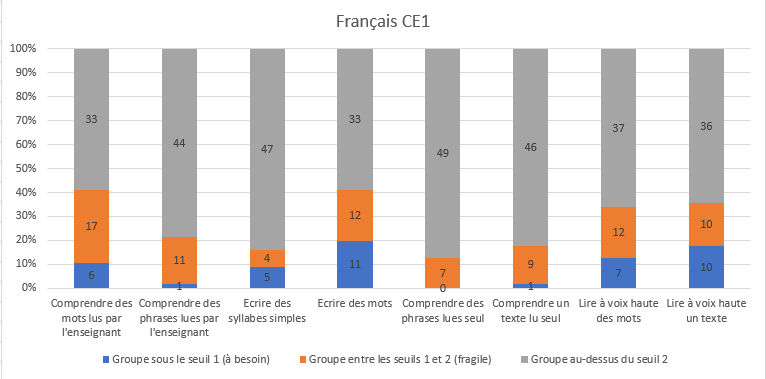 Français CE1
100%
90%
80%
70%
60%
50%
40%
30%
20%
10%
0%
33
17
6
44
11
1
47
4
5
33
12
11
49
7
0
46
9
1
37
12
7
36
10
10
Comprendre des
mots lus par
l'enseignant
Comprendre des
phrases lues par
l'enseignant
Ecrire des
syllabes simples
Ecrire des mots
Comprendre des
phrases lues seul
Comprendre un
texte lu seul
Lire à voix haute
des mots
Lire à voix haute
un texte
Groupe sous le seuil 1 (à besoin)
Groupe entre les seuils 1 et 2 (fragile)
Groupe au-dessus du seuil 2